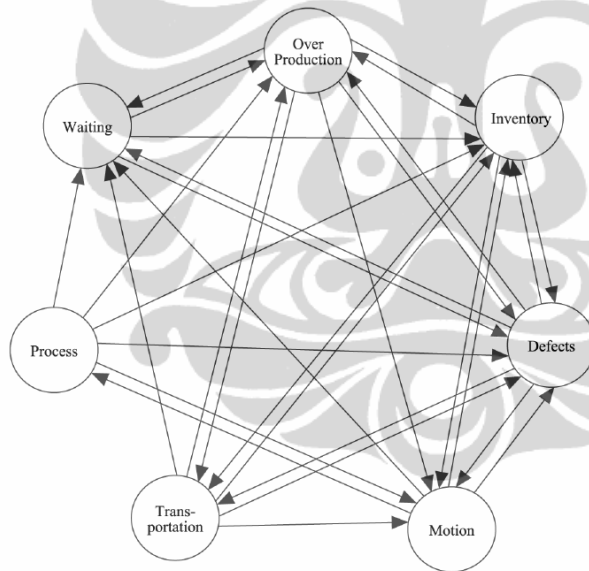 Over
Production
Waiting
Inventory
Process
Defects
Trans-
portation
Motion